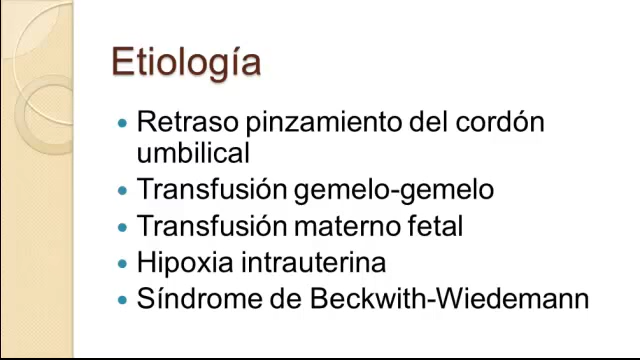 Etiología
• Retraso pinzamiento del cordón
umbilical
• Transfusión gemelo-gemelo
• Transfusión materno fetal
• Hipoxia intrauterina
• Síndrome de Beckwith-Wiedemann